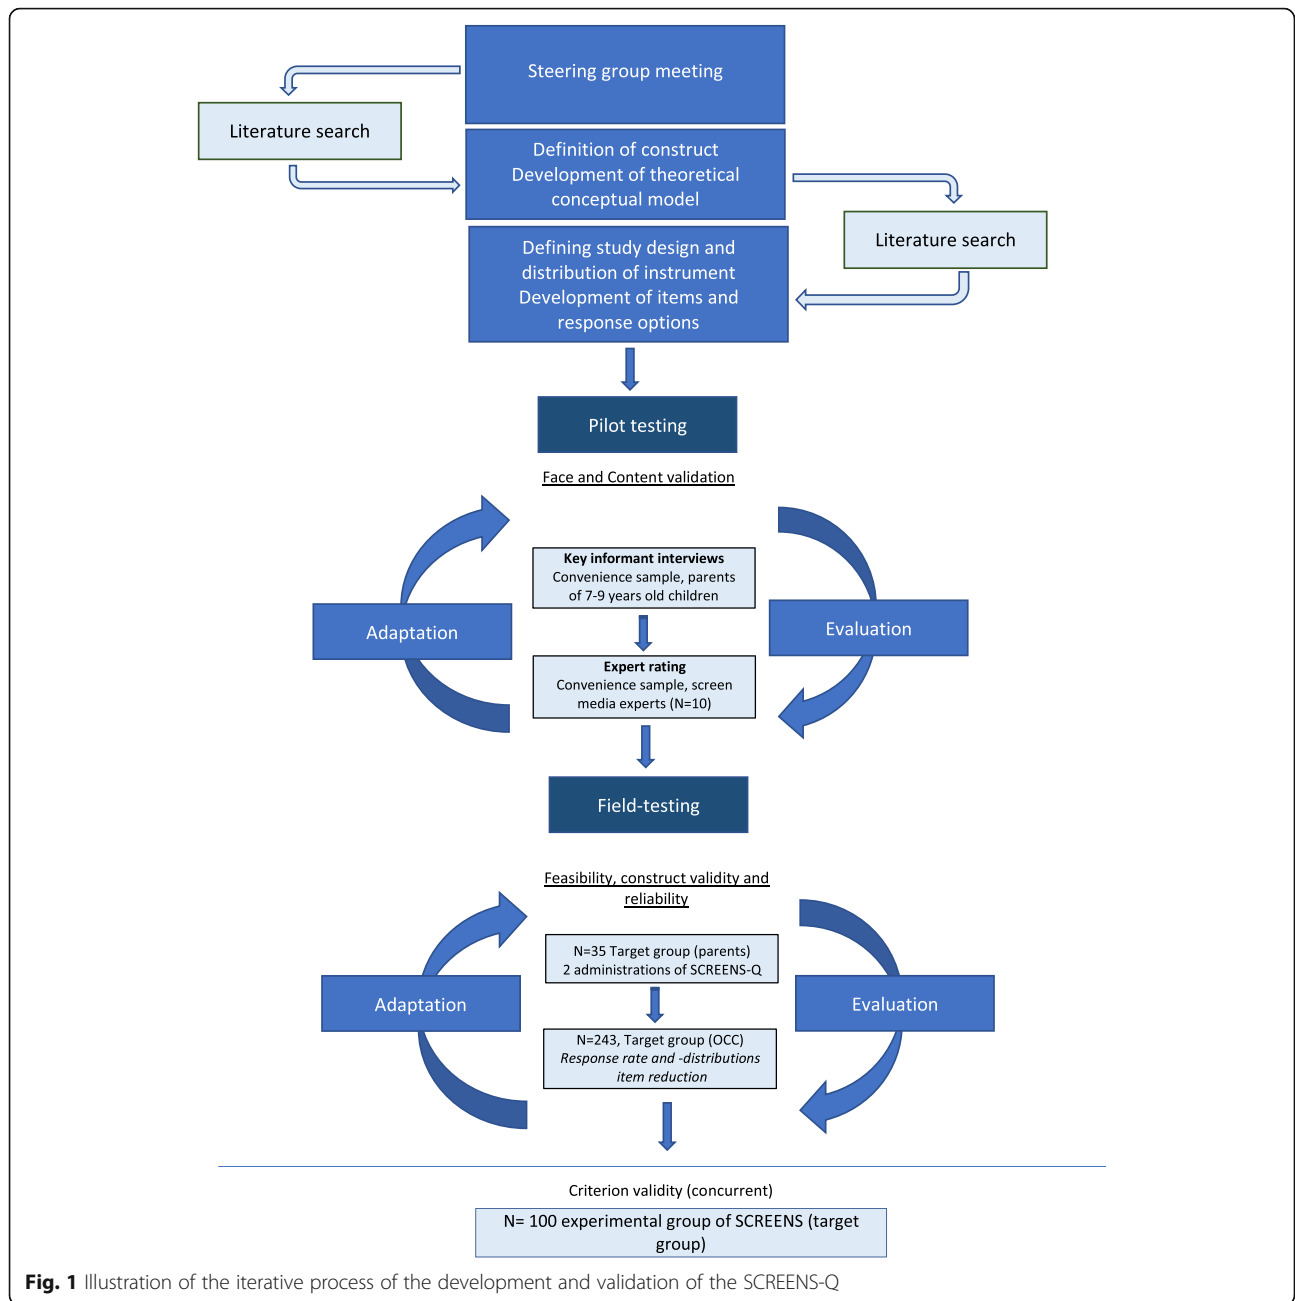 Steering group meeting
Literature search
Definition of construct
Development of theoretical
conceptual model
Literature search
Defining study design and
distribution of instrument
Development of items and
response options
Pilot testing
Face and Content validation
Key informant interviews
Convenience sample, parents
of 7-9 years old children
Adaptation
Evaluation
Expert rating
Convenience sample, screen
media experts (N=10)
Field-testing
Feasibility, construct validity and
reliability
N=35 Target group (parents)
2 administrations of SCREENS-Q
Adaptation
Evaluation
N=243, Target group (OCC)
Response rate and -distributions
item reduction
Criterion validity (concurrent)
N= 100 experimental group of SCREENS (target
group)
Fig. 1 Illustration of the iterative process of the development and validation of the SCREENS-Q